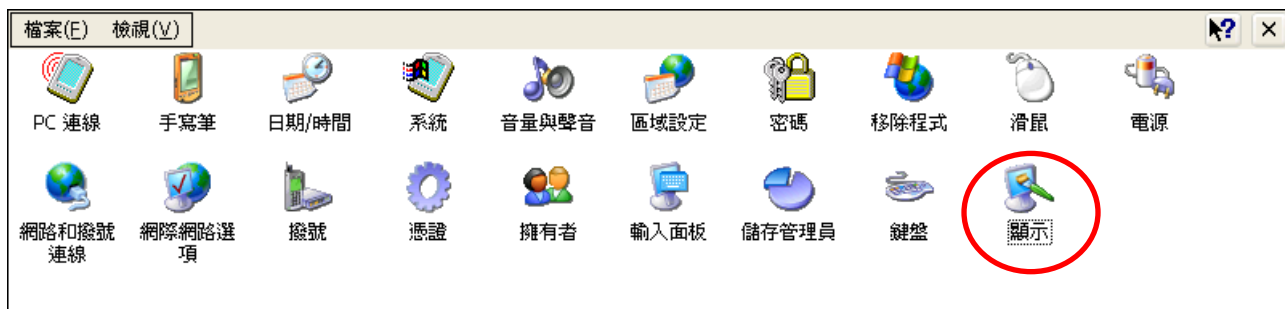 檔案(F) 檢視(V)
PC 連線 手寫筆 日期/時間 系統 音量與聲音 區域設定 密碼 移除程式 滑鼠 電源
網路和撥號 網際網路選 撥號 憑證 擁有者 輸入面板 儲存管理員 鍵盤 顯示
連線 項